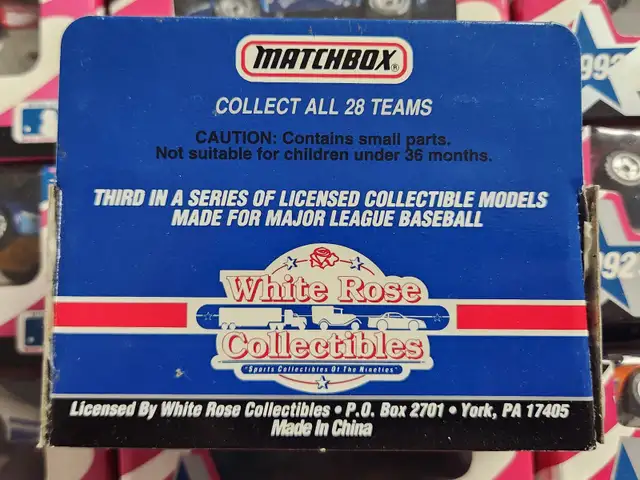 MATCHBOX®
COLLECT ALL 28 TEAMS
CAUTION: Contains small parts.
Not suitable for children under 36 months.
THIRD IN A SERIES OF LICENSED COLLECTIBLE MODELS
MADE FOR MAJOR LEAGUE BASEBALL
White Rose
Collectibles
"Sports Collectibles Of The Nineties"
Licensed By White Rose Collectibles • P.O. Box 2701 • York, PA 17405
Made In China
992
992